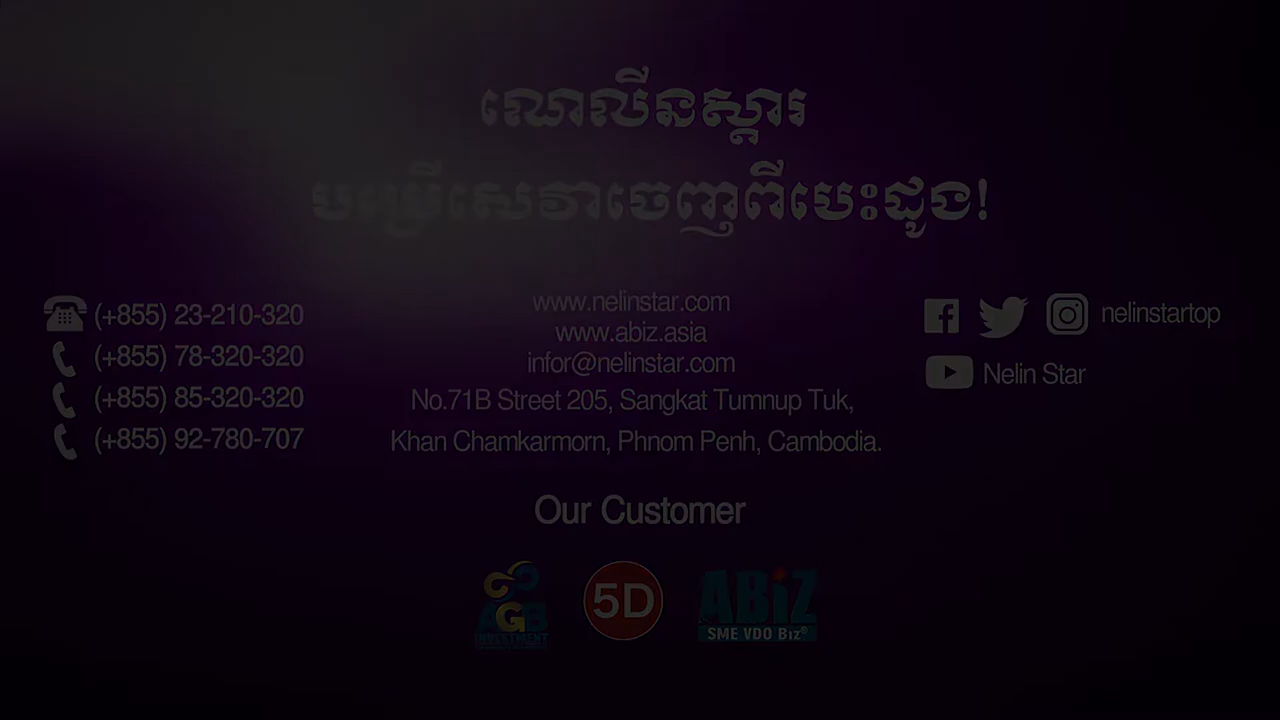 ណេលីនស្តារ
បម្រើសេវាចេញពីបេះដូង!
(+855) 23-210-320
(+855) 78-320-320
(+855) 85-320-320
(+855) 92-780-707
www.nelinstar.com
www.abiz.asia
infor@nelinstar.com
No.71B Street 205, Sangkat Tumnup Tuk,
Khan Chamkarmorn, Phnom Penh, Cambodia.
nelinstartop
Nelin Star
Our Customer
AGB
INVESTMENT
5D
ABiZ
SME VDO Biz®